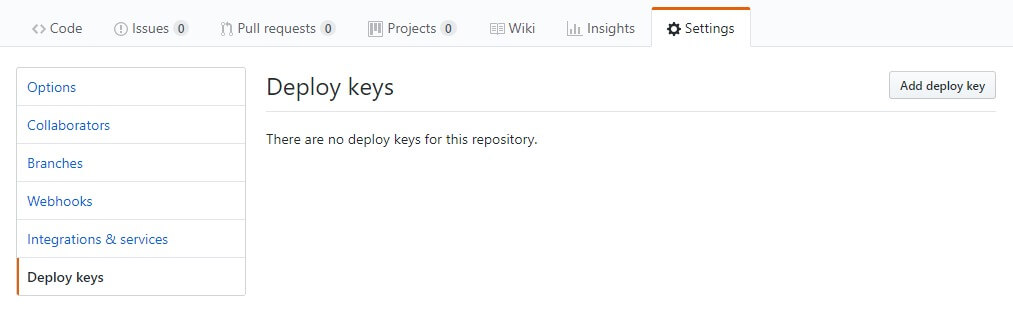 Code Issues 0 Pull requests 0 Projects 0 Wiki Insights Settings
Options
Collaborators
Branches
Webhooks
Integrations & services
Deploy keys
Deploy keys Add deploy key
There are no deploy keys for this repository.